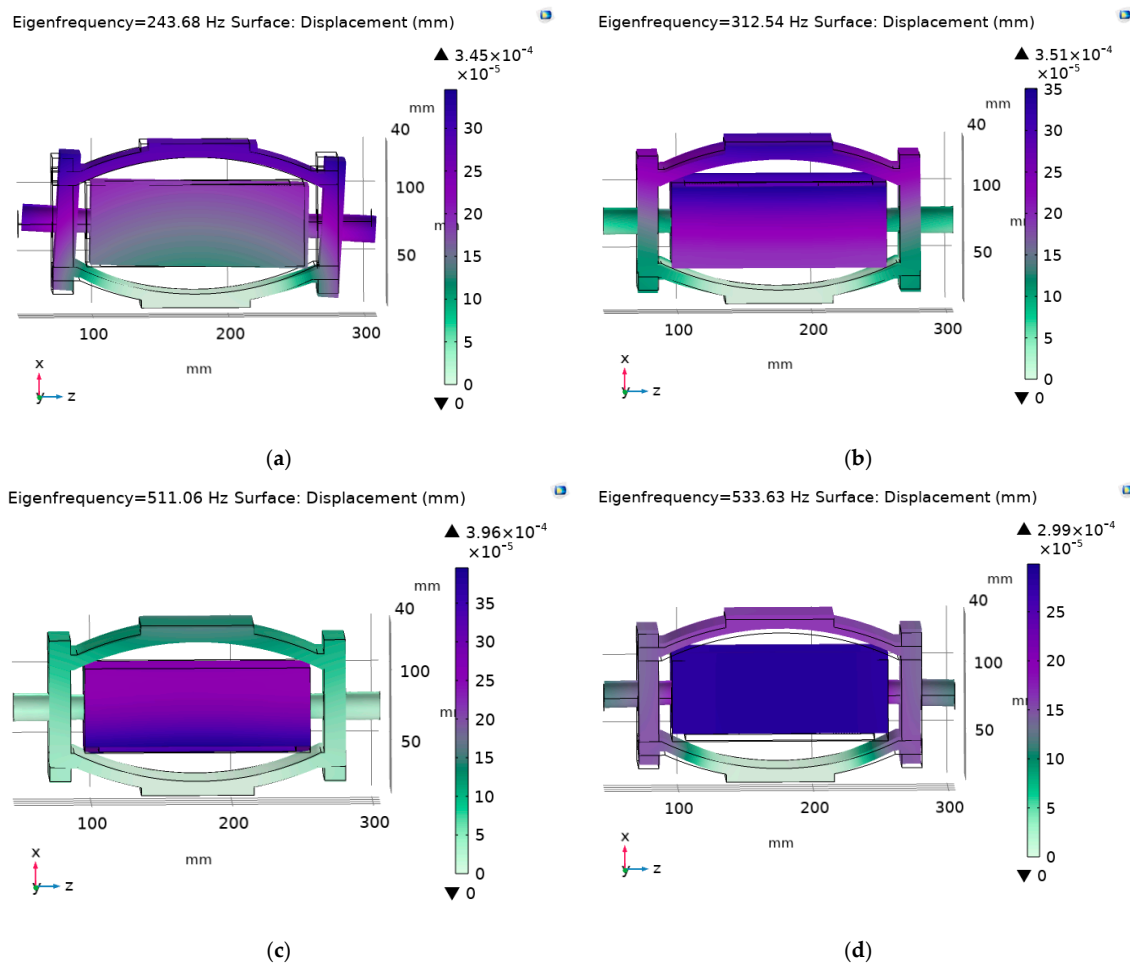 Eigenfrequency=243.68 Hz Surface: Displacement (mm)
▲ 3.45×10⁻⁴
×10⁻⁵
mm
40
30
25
100
20
15
50
10
5
0
▼ 0
100
200
300
mm
x
y
z
(a)
Eigenfrequency=312.54 Hz Surface: Displacement (mm)
▲ 3.51×10⁻⁴
×10⁻⁵
35
mm
40
30
25
100
20
15
50
10
5
0
▼ 0
100
200
300
mm
x
y
z
(b)
Eigenfrequency=511.06 Hz Surface: Displacement (mm)
▲ 3.96×10⁻⁴
×10⁻⁵
mm
35
40
30
100
25
20
50
15
10
5
0
▼ 0
100
200
300
mm
x
y
z
(c)
Eigenfrequency=533.63 Hz Surface: Displacement (mm)
▲ 2.99×10⁻⁴
×10⁻⁵
mm
40
25
20
100
15
50
10
5
0
▼ 0
100
200
300
mm
x
y
z
(d)